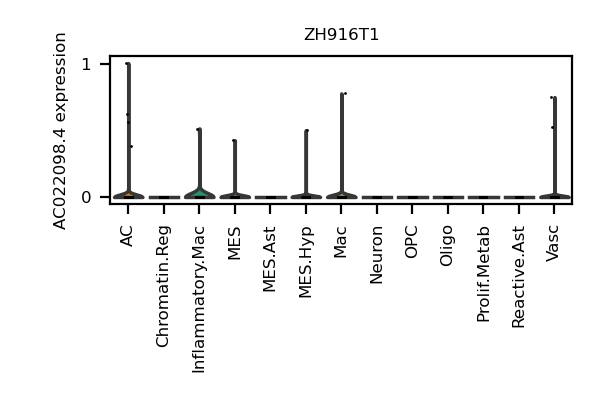 ZH916T1
AC022098.4 expression
1
0
AC
Chromatin.Reg
Inflammatory.Mac
MES
MES.Ast
MES.Hyp
Mac
Neuron
OPC
Oligo
Prolif.Metab
Reactive.Ast
Vasc